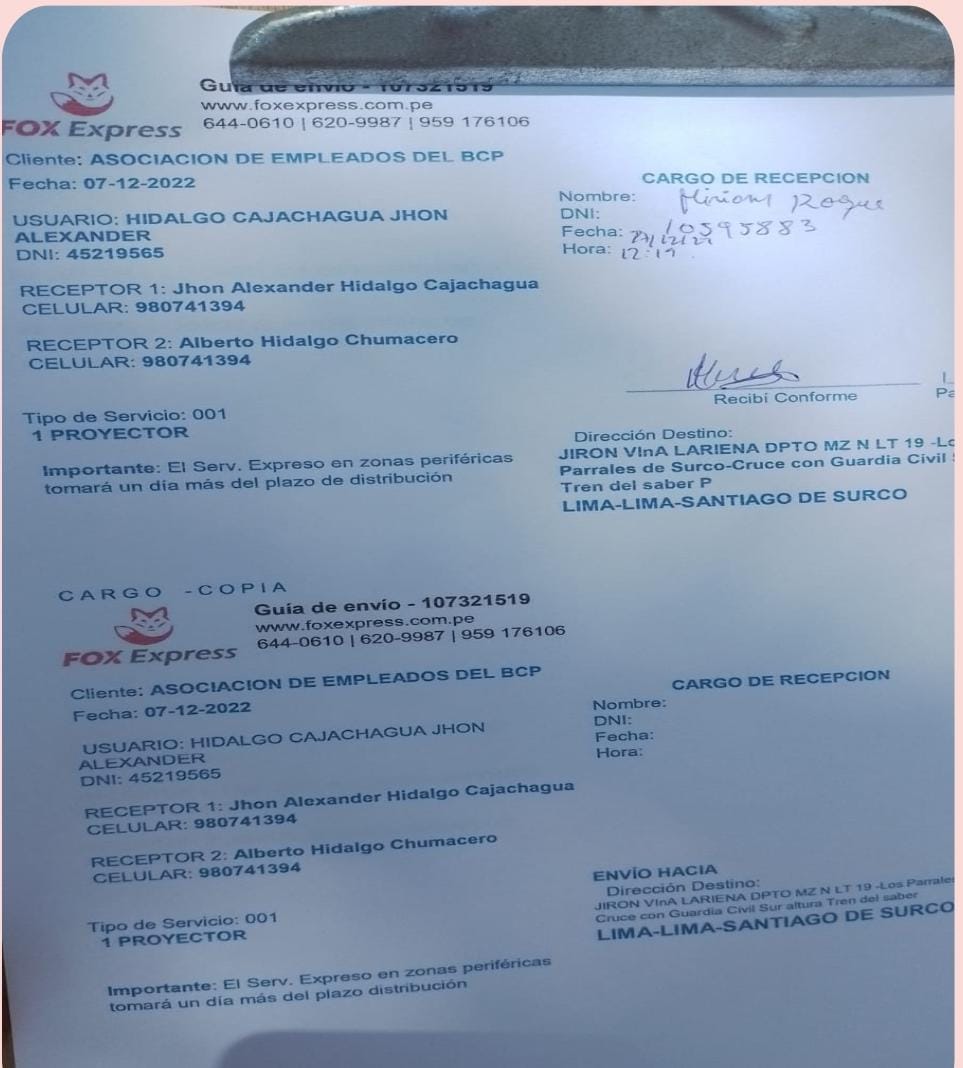 Guía de envío - 107321519
www.foxexpress.com.pe
FOX Express
644-0610 | 620-9987 | 959 176106
Cliente: ASOCIACION DE EMPLEADOS DEL BCP
Fecha: 07-12-2022
USUARIO: HIDALGO CAJACHAGUA JHON
ALEXANDER
DNI: 45219565
RECEPTOR 1: Jhon Alexander Hidalgo Cajachagua
CELULAR: 980741394
RECEPTOR 2: Alberto Hidalgo Chumacero
CELULAR: 980741394
Tipo de Servicio: 001
1 PROYECTOR
Importante: El Serv. Expreso en zonas periféricas
tomará un día más del plazo de distribución
CARGO DE RECEPCION
Nombre: Miriam Roque
DNI: 10595883
Fecha:
Hora: 12:19
Recibí Conforme
Dirección Destino:
JIRON VInA LARIENA DPTO MZ N LT 19 -Lo
Parrales de Surco-Cruce con Guardia Civil
Tren del saber P
LIMA-LIMA-SANTIAGO DE SURCO
CARGO -COPIA
FOX Express
Guía de envío - 107321519
www.foxexpress.com.pe
644-0610 | 620-9987 | 959 176106
Cliente: ASOCIACION DE EMPLEADOS DEL BCP
Fecha: 07-12-2022
USUARIO: HIDALGO CAJACHAGUA JHON
ALEXANDER
DNI: 45219565
RECEPTOR 1: Jhon Alexander Hidalgo Cajachagua
CELULAR: 980741394
RECEPTOR 2: Alberto Hidalgo Chumacero
CELULAR: 980741394
Tipo de Servicio: 001
1 PROYECTOR
Importante: El Serv. Expreso en zonas periféricas
tomará un día más del plazo distribución
CARGO DE RECEPCION
Nombre:
DNI:
Fecha:
Hora:
ENVÍO HACIA
Dirección Destino:
JIRON VInA LARIENA DPTO MZ N LT 19 -Los Parrales
Cruce con Guardia Civil Sur altura Tren del saber
LIMA-LIMA-SANTIAGO DE SURCO